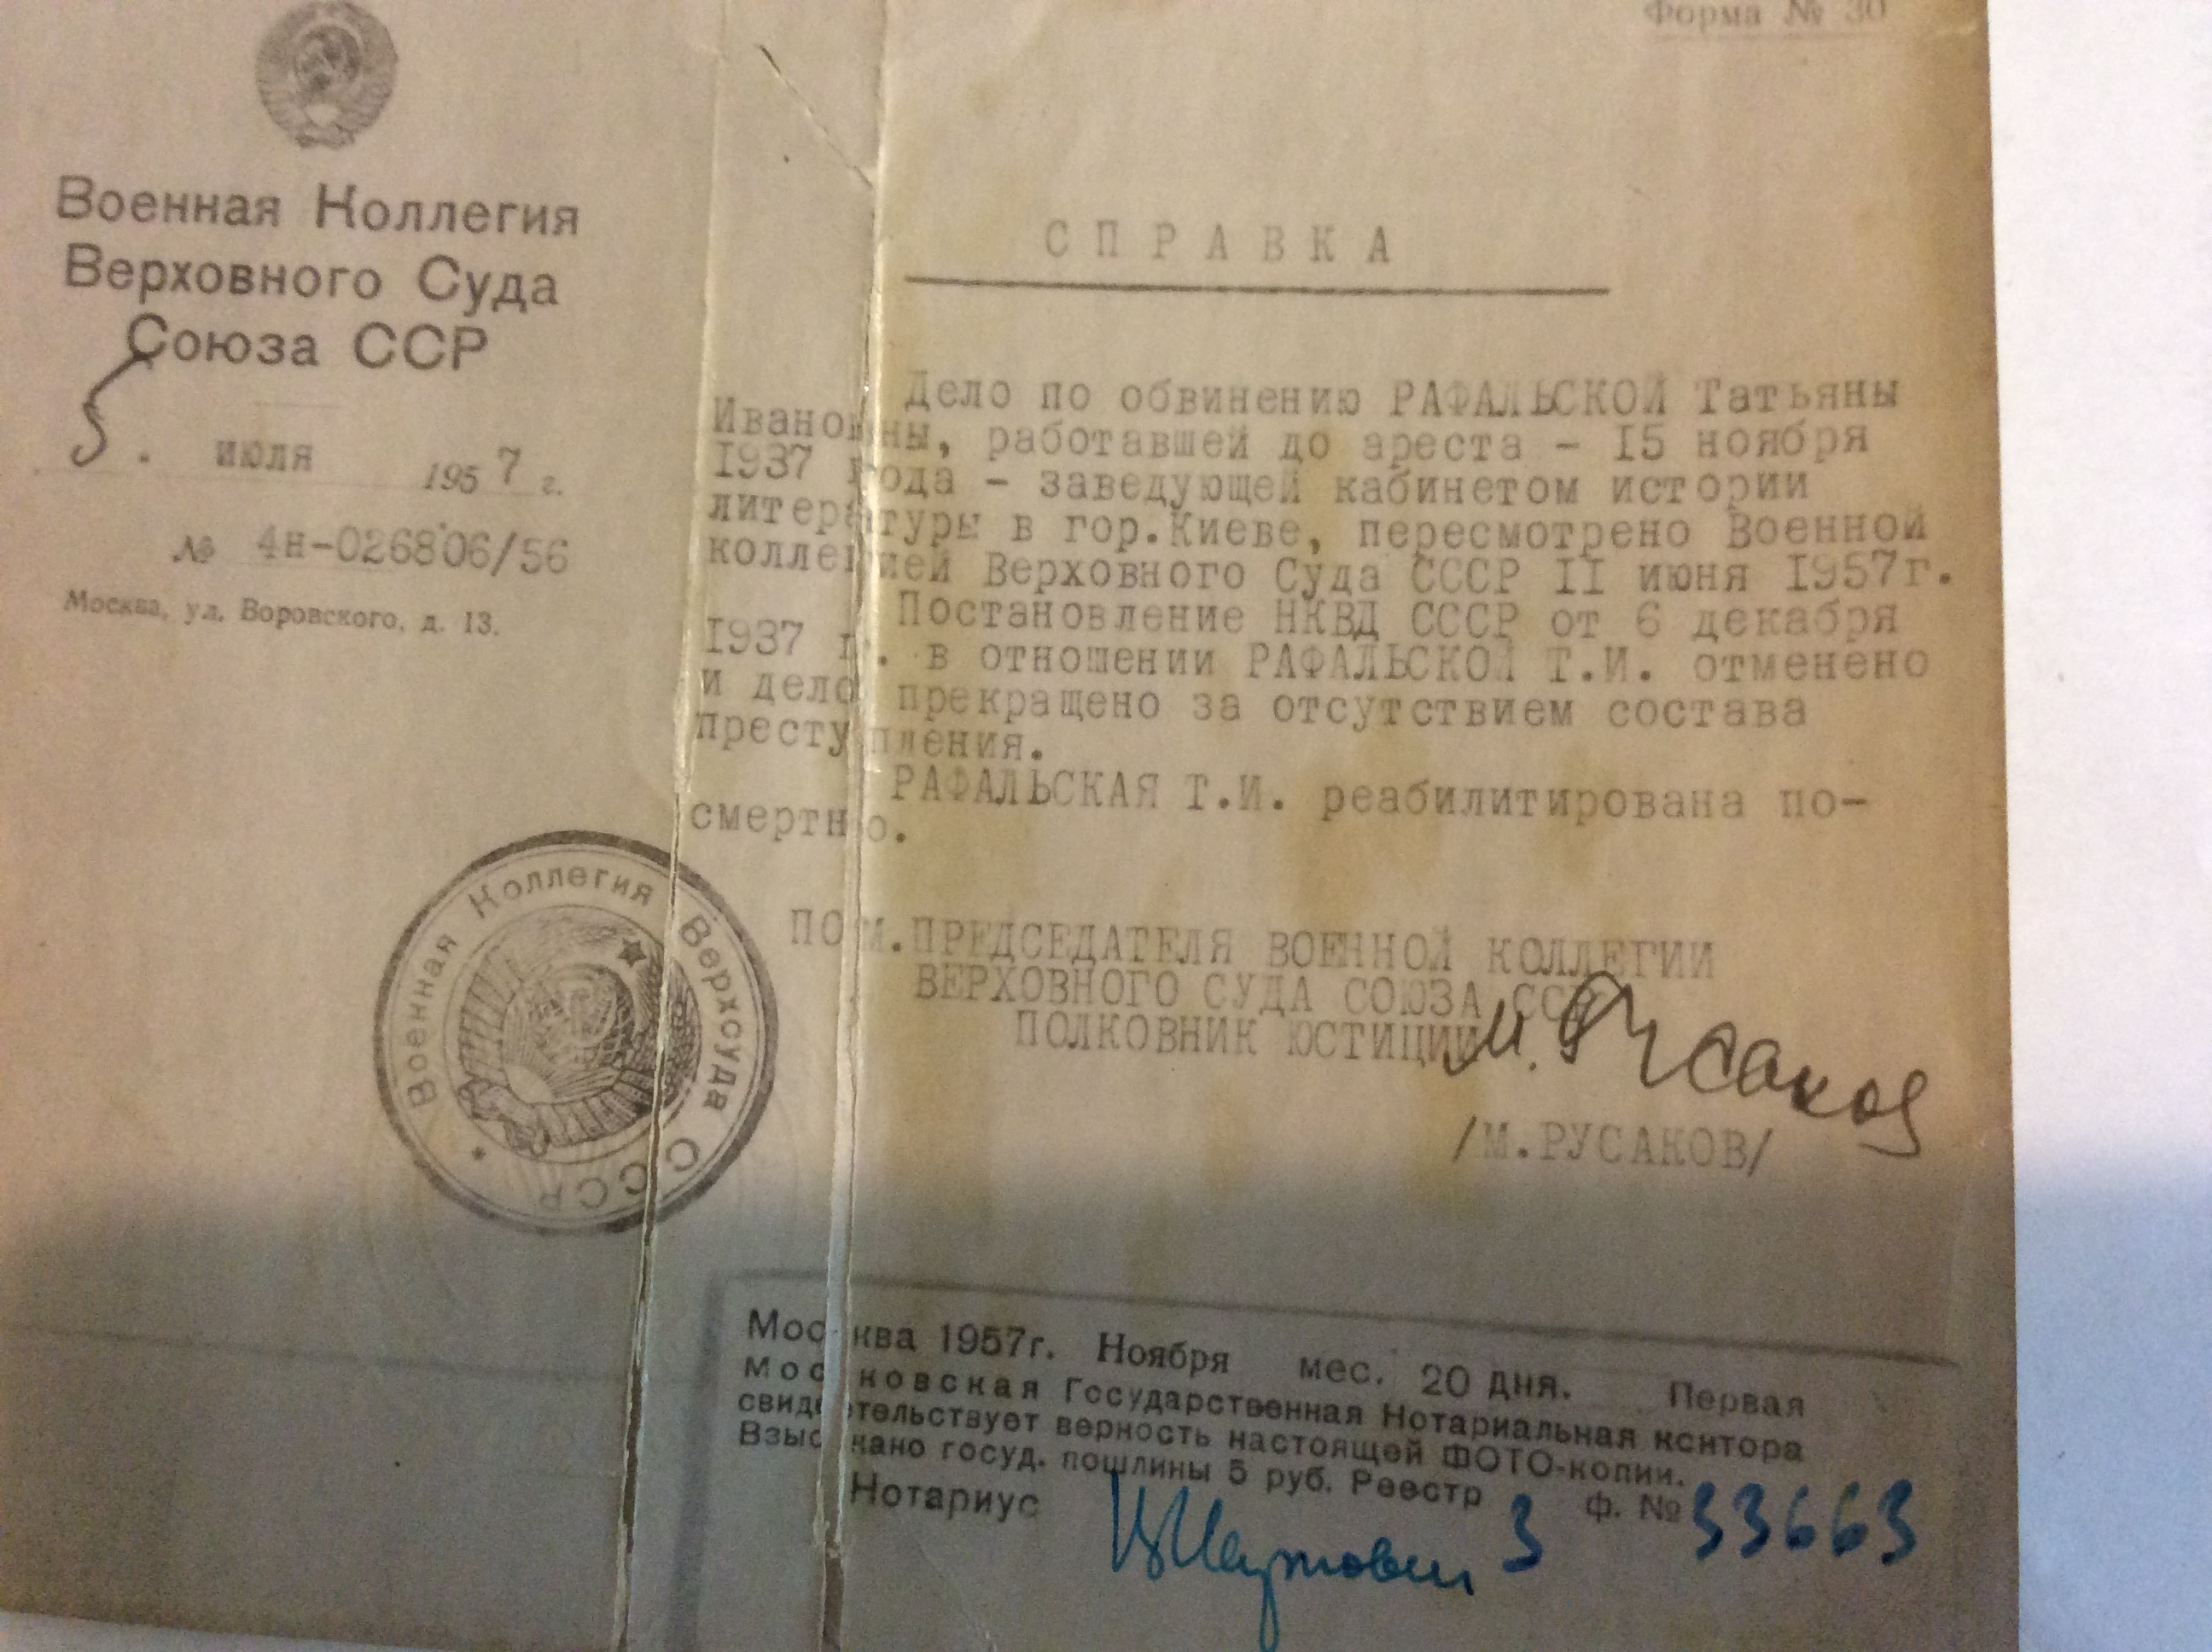 Форма № 30
Военная Коллегия
Верховного Суда
Союза ССР
5. июля 1957 г.
№ 4н-026806/56
Москва, ул. Воровского, д. 13.
СПРАВКА
Дело по обвинению РАФАЛЬСКОЙ Татьяны
Ивановны, работавшей до ареста - 15 ноября
1937 года - заведующей кабинетом истории
литературы в гор.Киеве, пересмотрено Военной
коллегией Верховного Суда СССР II июня 1957г.
Постановление НКВД СССР от 6 декабря
1937 г. в отношении РАФАЛЬСКОЙ Т.И. отменено
и дело прекращено за отсутствием состава
преступления.
РАФАЛЬСКАЯ Т.И. реабилитирована по-
смертно.
Военная Коллегия Верхсуда СССР
ПОМ.ПРЕДСЕДАТЕЛЯ ВОЕННОЙ КОЛЛЕГИИ
ВЕРХОВНОГО СУДА СОЮЗА ССР
ПОЛКОВНИК ЮСТИЦИИ М. Русаков
/М.РУСАКОВ/
Москва 1957г. Ноября мес. 20 дня. Первая
Московская Государственная Нотариальная контора
свидетельствует верность настоящей ФОТО-копии.
Взыскано госуд. пошлины 5 руб. Реестр 3 ф. № 33663
Нотариус